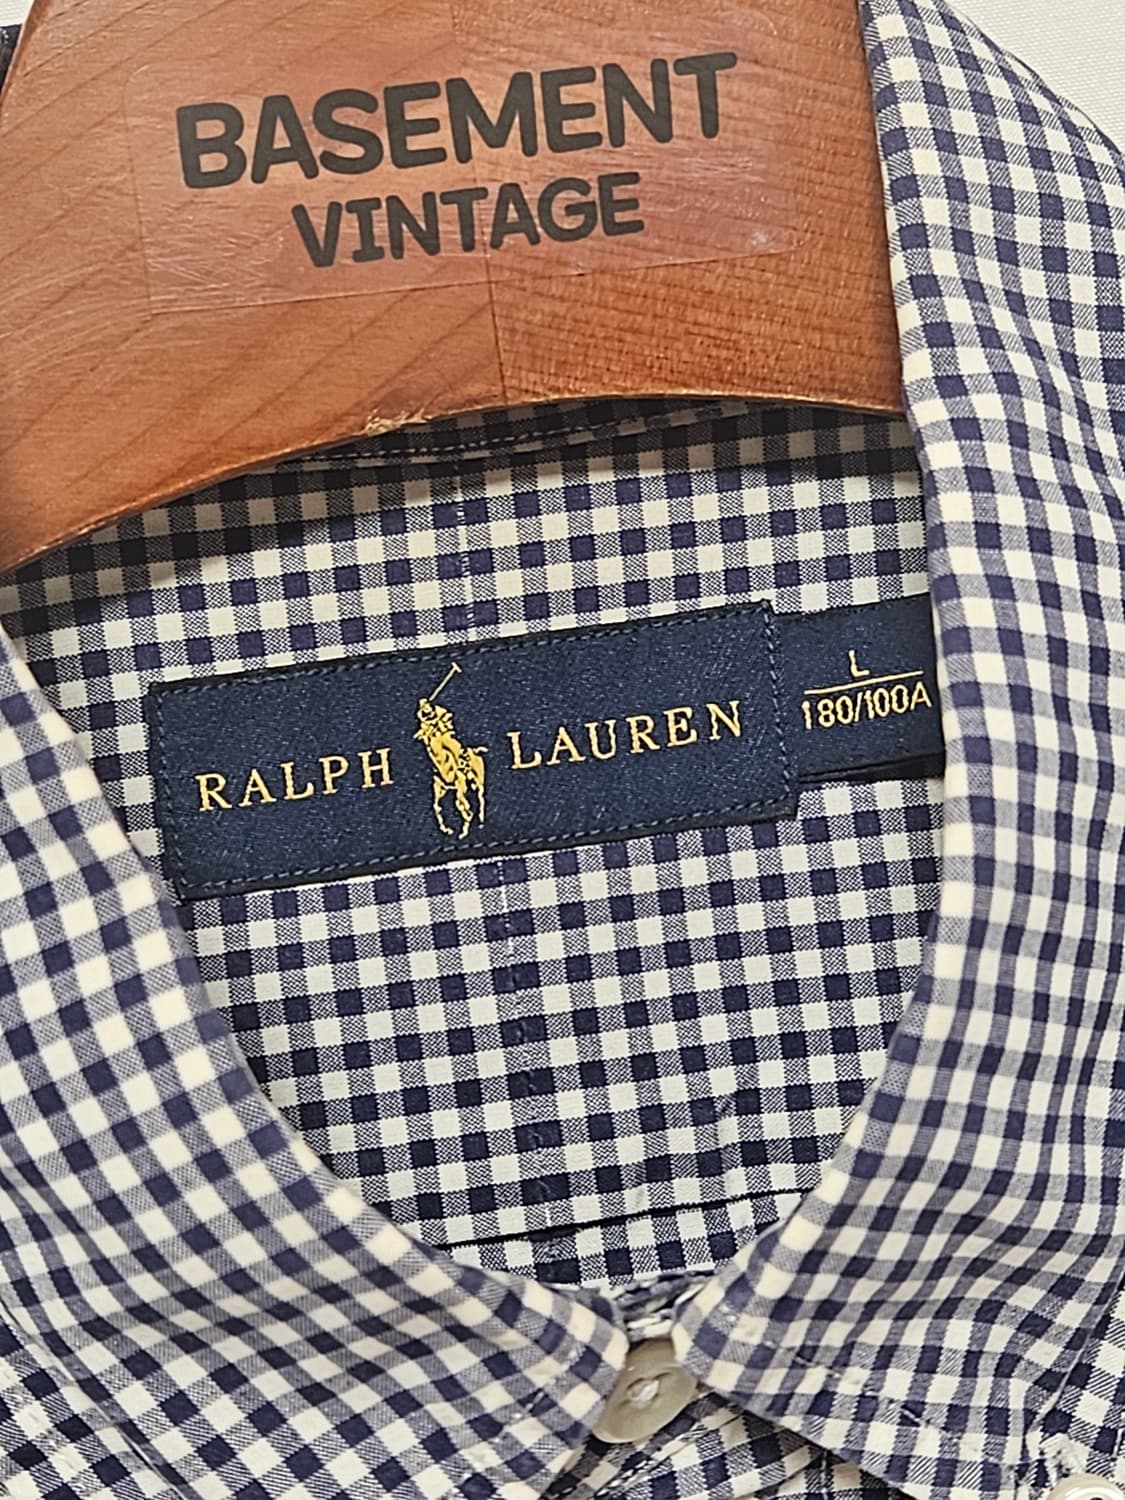 BASEMENT
VINTAGE
RALPH LAUREN
L
180/100A